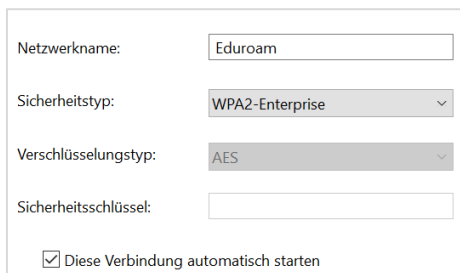 Netzwerkname: Eduroam
Sicherheitstyp: WPA2-Enterprise
Verschlüsselungstyp: AES
Sicherheitsschlüssel:
Diese Verbindung automatisch starten